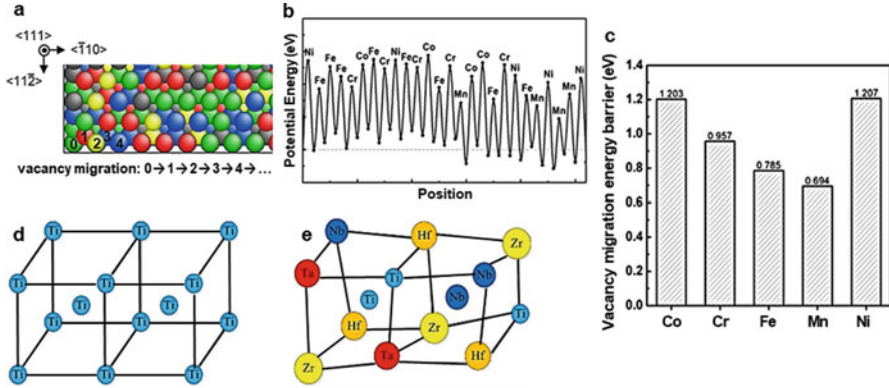 a
<111>
<1̄10>
<112̄>
0 1 2 3 4
vacancy migration: 0→1→2→3→4→ ...
b
Potential Energy (eV)
Ni Fe Fe Fe Cr Co Fe Cr Ni Fe Cr Co Fe Cr Mn Co Co Fe Cr Ni Fe Mn Ni Mn Mn Ni
Position
c
Vacancy migration energy barrier (eV)
1.4
1.2
1.0
0.8
0.6
0.4
0.2
0.0
1.203
0.957
0.785
0.694
1.207
Co Cr Fe Mn Ni
d
Ti Ti Ti
Ti Ti Ti
Ti Ti
Ti Ti Ti
Ti Ti Ti
e
Nb Hf Zr
Ta Ti Nb
Ti Nb
Hf Zr Ti
Zr Ta Hf